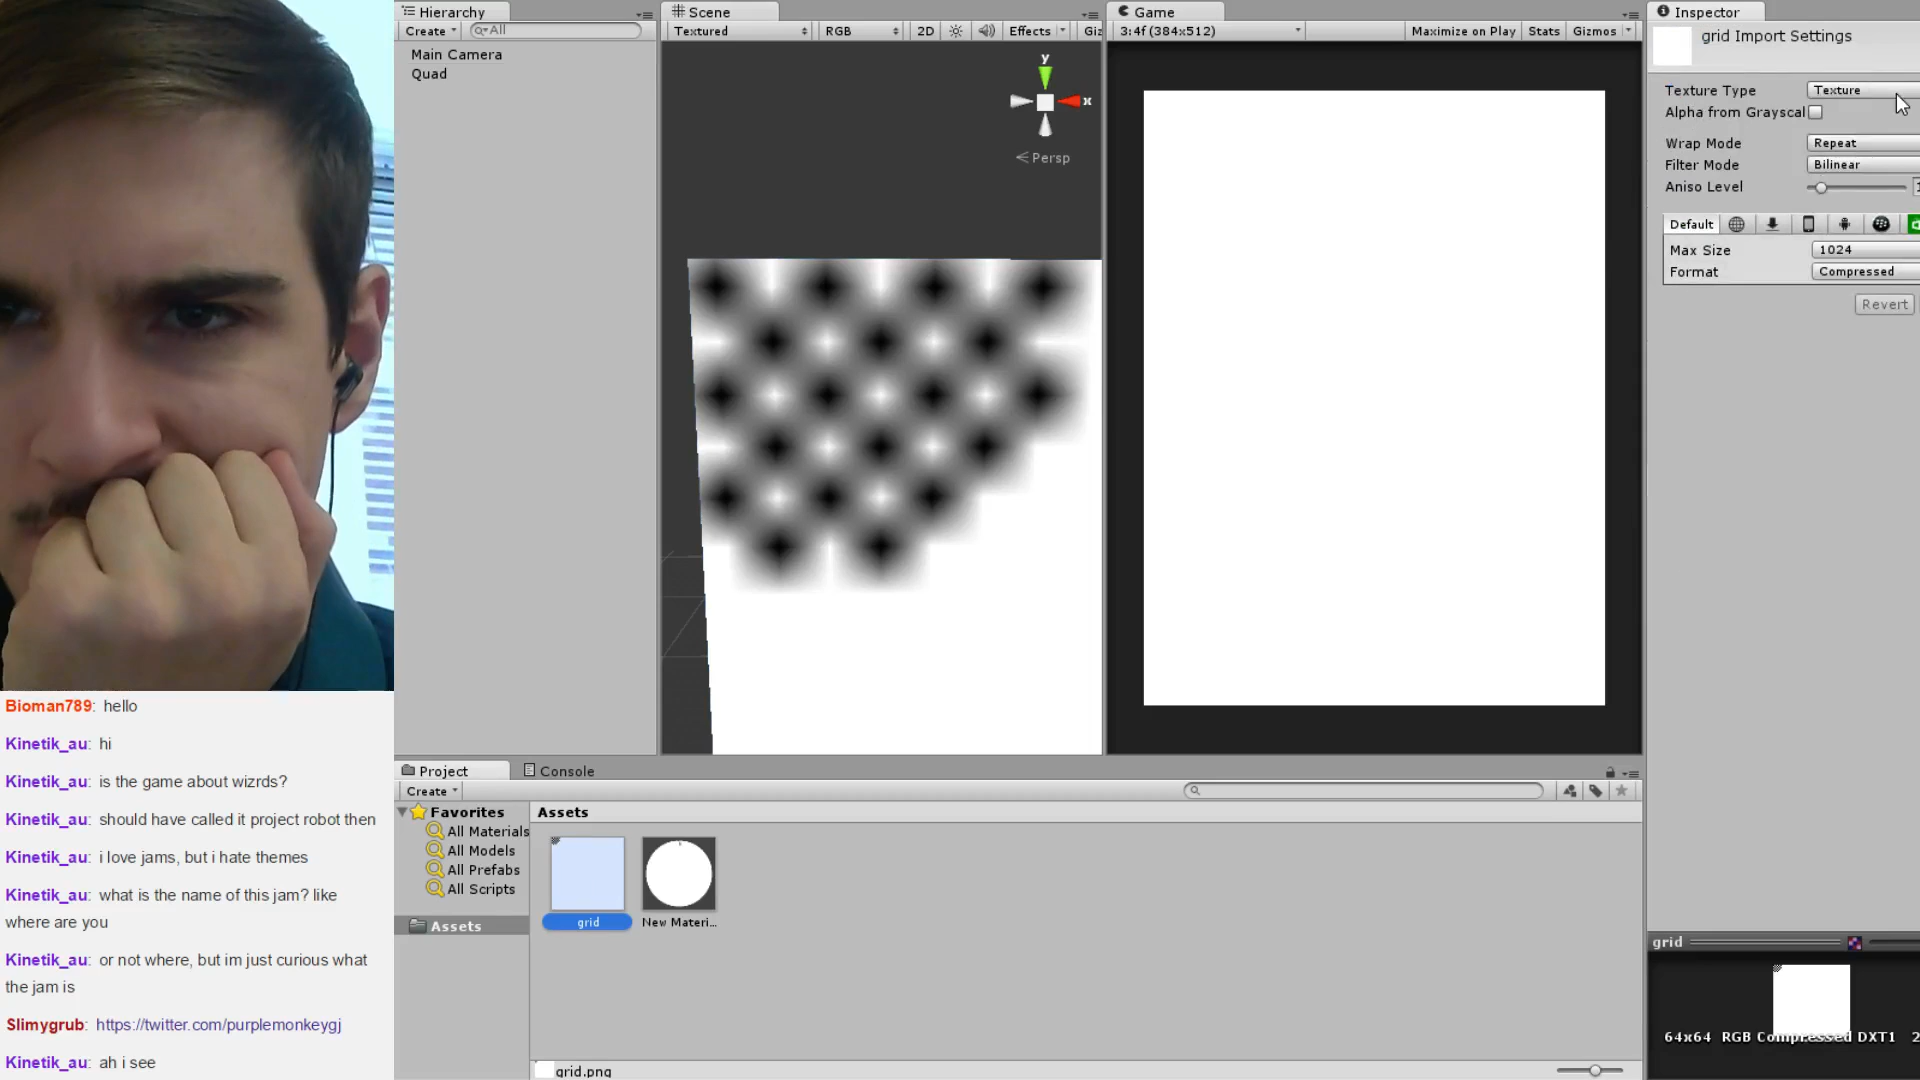 Hierarchy
Create
All
Main Camera
Quad
Scene
Textured
RGB
2D
Effects
y
x
Persp
Game
3:4f (384x512)
Maximize on Play
Stats
Gizmos
Inspector
grid Import Settings
Texture Type
Texture
Alpha from Grayscal
Wrap Mode
Repeat
Filter Mode
Bilinear
Aniso Level
Default
Max Size
1024
Format
Compressed
Revert
Bioman789: hello
Kinetik_au: hi
Kinetik_au: is the game about wizrds?
Kinetik_au: should have called it project robot then
Kinetik_au: i love jams, but i hate themes
Kinetik_au: what is the name of this jam? like
where are you
Kinetik_au: or not where, but im just curious what
the jam is
Slimygrub: https://twitter.com/purplemonkeygj
Kinetik_au: ah i see
Project
Console
Create
Favorites
All Materials
All Models
All Prefabs
All Scripts
Assets
Assets
grid
New Materi...
grid.png
grid
64x64 RGB Compressed DXT1